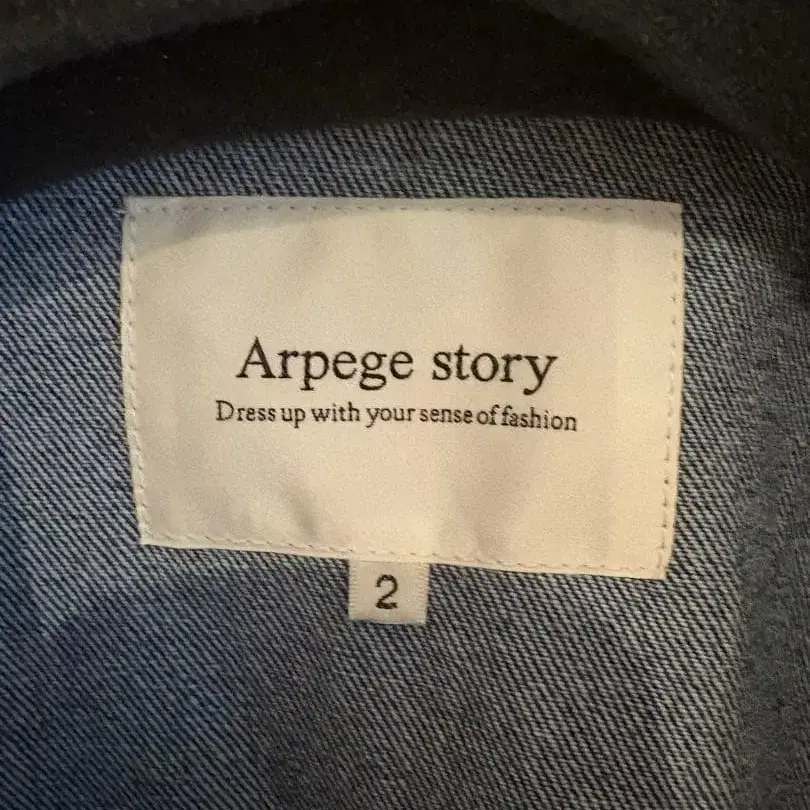 Arpege story
Dress up with your sense of fashion
2